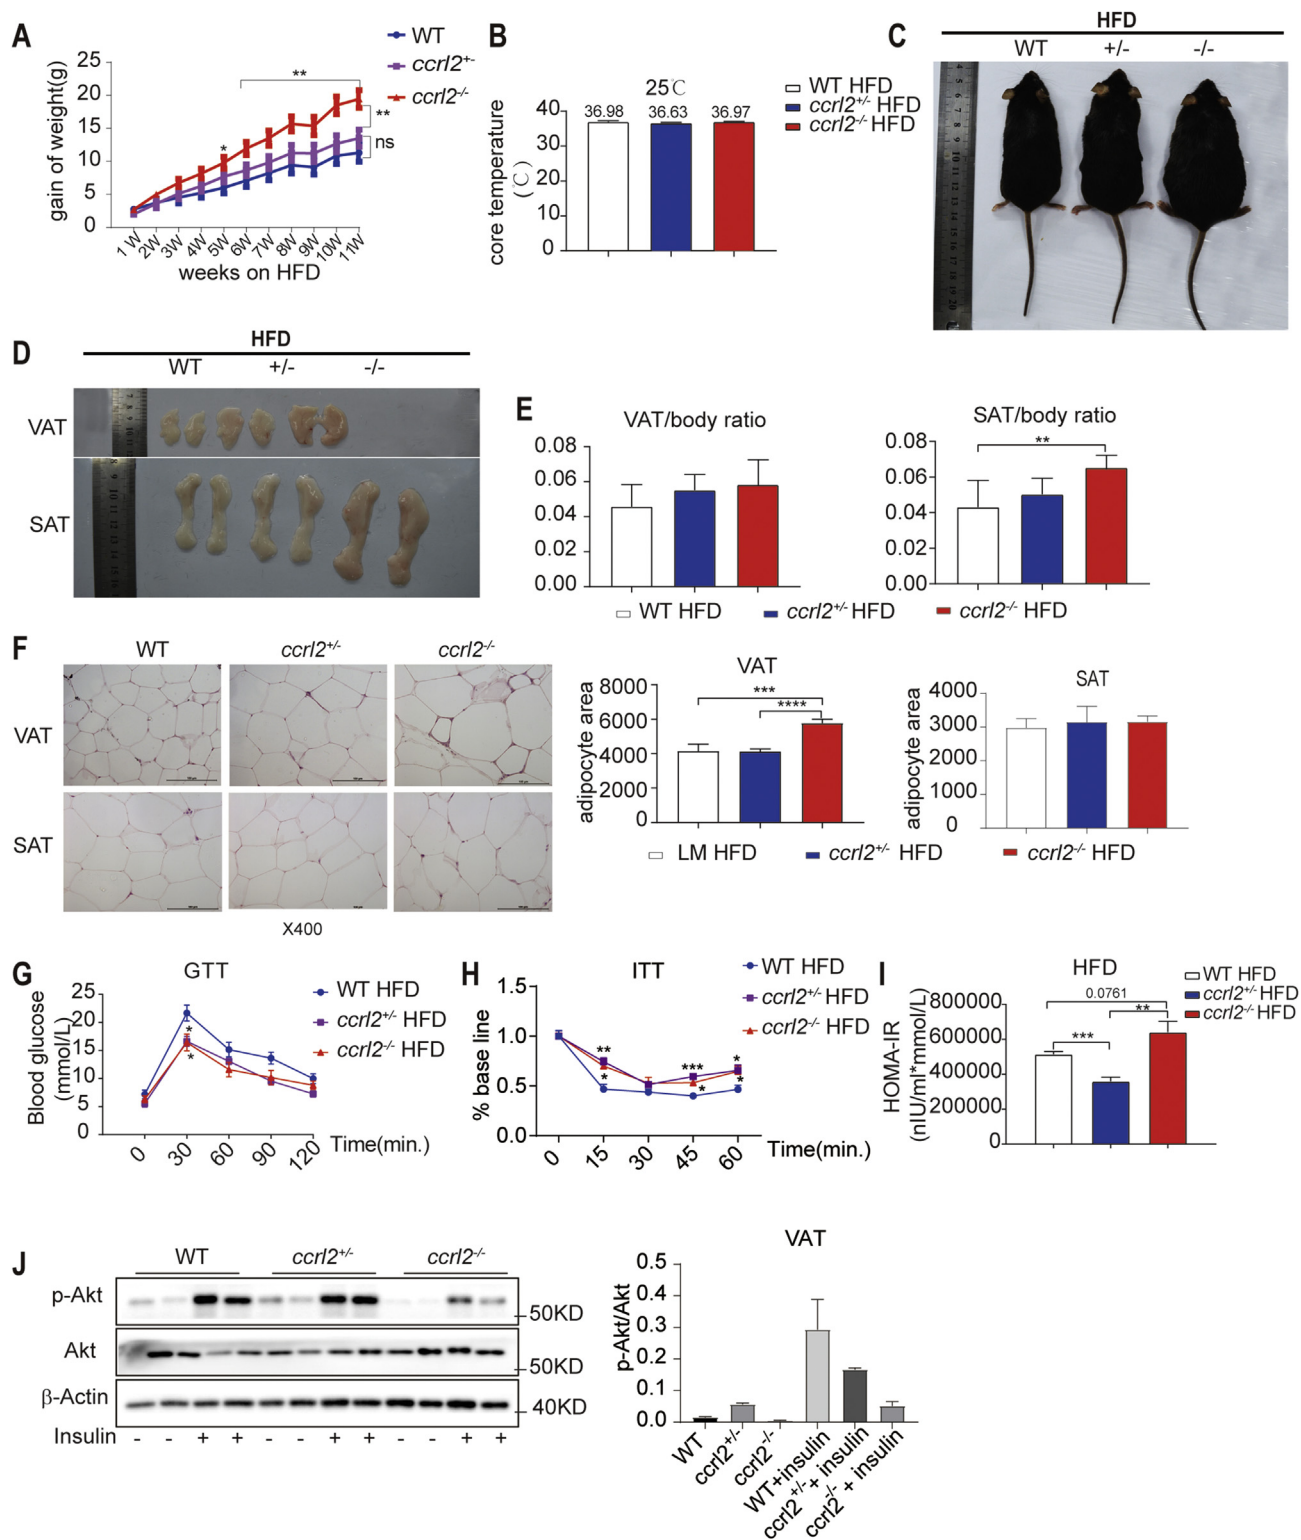 A
WT
ccrl2+-
ccrl2-/-
gain of weight(g)
25
20
15
10
5
0
**
**
ns
*
1 W
2W
3W
4W
5W
6W
7W
8W
9W
10W
11W
weeks on HFD
B
25℃
WT HFD
ccrl2+/- HFD
ccrl2-/- HFD
core temperature
(℃)
40
30
20
10
0
36.98
36.63
36.97
C
HFD
WT
+/-
-/-
D
HFD
WT
+/-
-/-
VAT
SAT
E
VAT/body ratio
0.08
0.06
0.04
0.02
0.00
SAT/body ratio
0.08
0.06
0.04
0.02
0.00
**
WT HFD
ccrl2+/- HFD
ccrl2-/- HFD
F
WT
ccrl2+/-
ccrl2-/-
VAT
SAT
X400
VAT
adipocyte area
8000
6000
4000
2000
0
***
****
SAT
adipocyte area
4000
3000
2000
1000
0
LM HFD
ccrl2+/- HFD
ccrl2-/- HFD
G
GTT
Blood glucose
(mmol/L)
25
20
15
10
5
0
*
*
0
30
60
90
120
Time(min.)
WT HFD
ccrl2+/- HFD
ccrl2-/- HFD
H
ITT
% base line
1.5
1.0
0.5
0.0
**
*
***
*
*
*
0
15
30
45
60
Time(min.)
WT HFD
ccrl2+/- HFD
ccrl2-/- HFD
I
HFD
HOMA-IR
(nIU/ml*mmol/L)
800000
600000
400000
200000
0
0.0761
**
***
WT HFD
ccrl2+/- HFD
ccrl2-/- HFD
J
WT
ccrl2+/-
ccrl2-/-
p-Akt
50KD
Akt
50KD
β-Actin
40KD
Insulin
- - + + - - + + - - + +
VAT
p-Akt/Akt
0.5
0.4
0.3
0.2
0.1
0.0
WT
ccrl2+/-
ccrl2-/-
WT+insulin
ccrl2+/- + insulin
ccrl2-/- + insulin